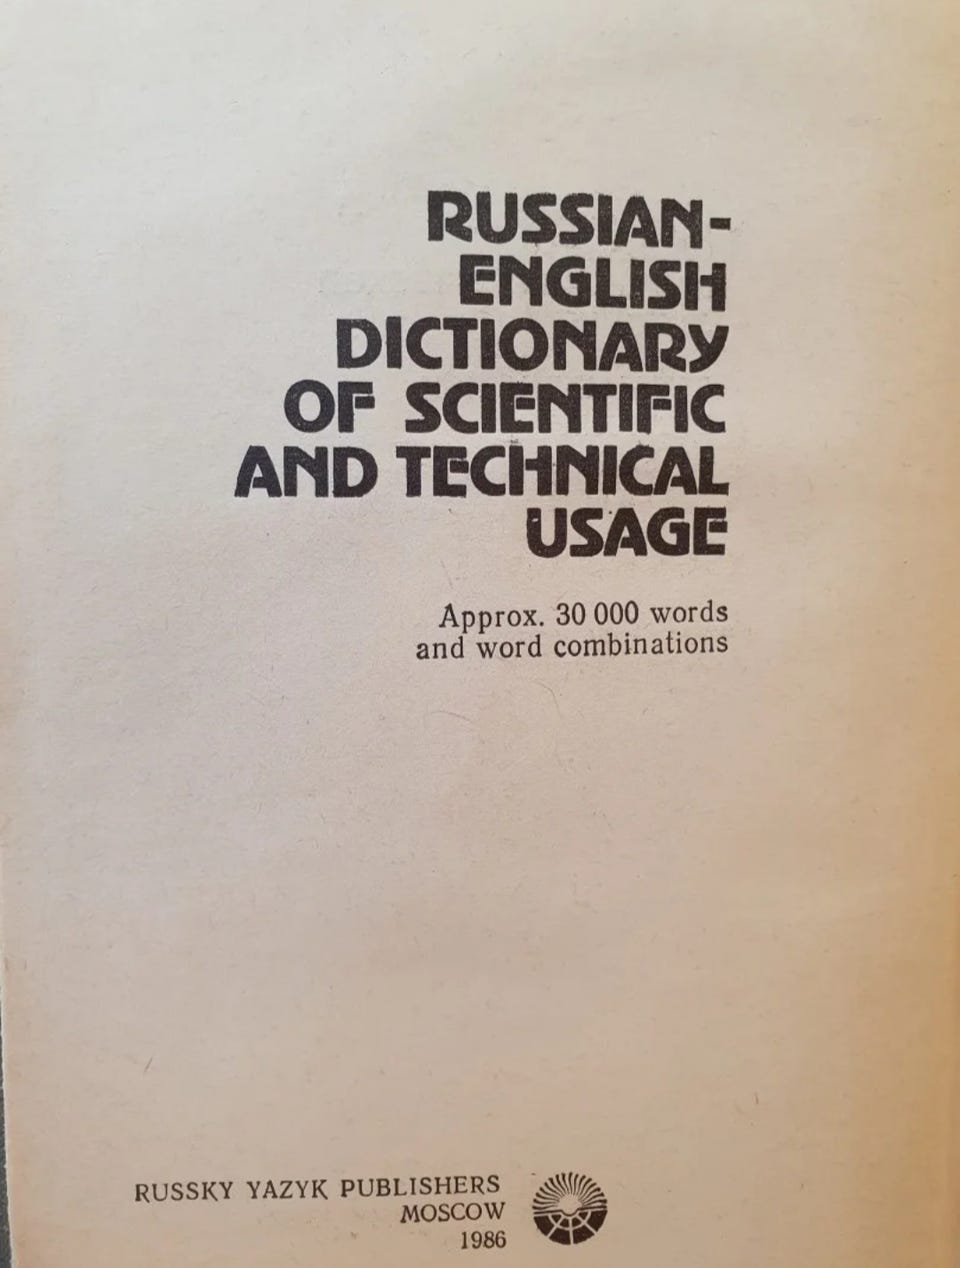 RUSSIAN-
ENGLISH
DICTIONARY
OF SCIENTIFIC
AND TECHNICAL
USAGE
Approx. 30 000 words
and word combinations
RUSSKY YAZYK PUBLISHERS
MOSCOW
1986